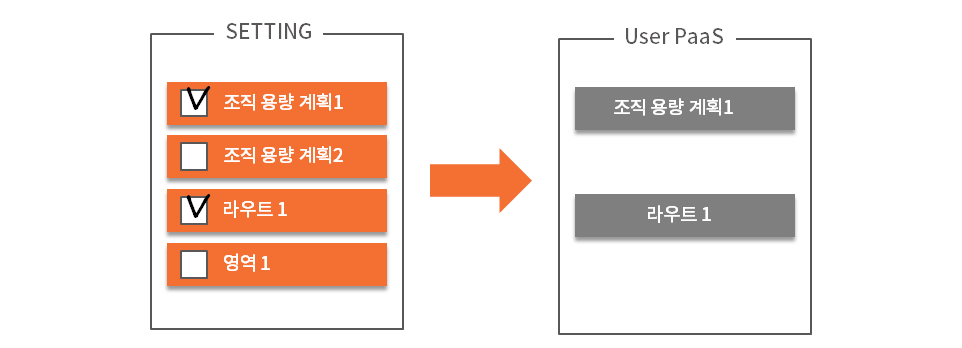 SETTING
조직 용량 계획1
조직 용량 계획2
라우트 1
영역 1
User PaaS
조직 용량 계획1
라우트 1